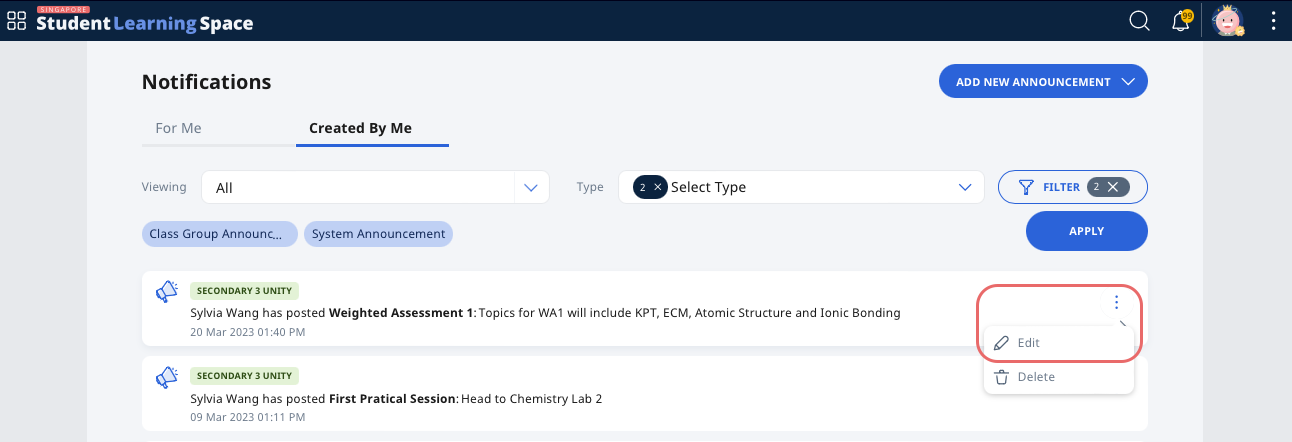 SINGAPORE
Student Learning Space
99
Notifications
ADD NEW ANNOUNCEMENT
For Me
Created By Me
Viewing
All
Type
2 × Select Type
FILTER 2 ×
Class Group Announc...
System Announcement
APPLY
SECONDARY 3 UNITY
Sylvia Wang has posted Weighted Assessment 1: Topics for WA1 will include KPT, ECM, Atomic Structure and Ionic Bonding
20 Mar 2023 01:40 PM
Edit
Delete
SECONDARY 3 UNITY
Sylvia Wang has posted First Pratical Session: Head to Chemistry Lab 2
09 Mar 2023 01:11 PM